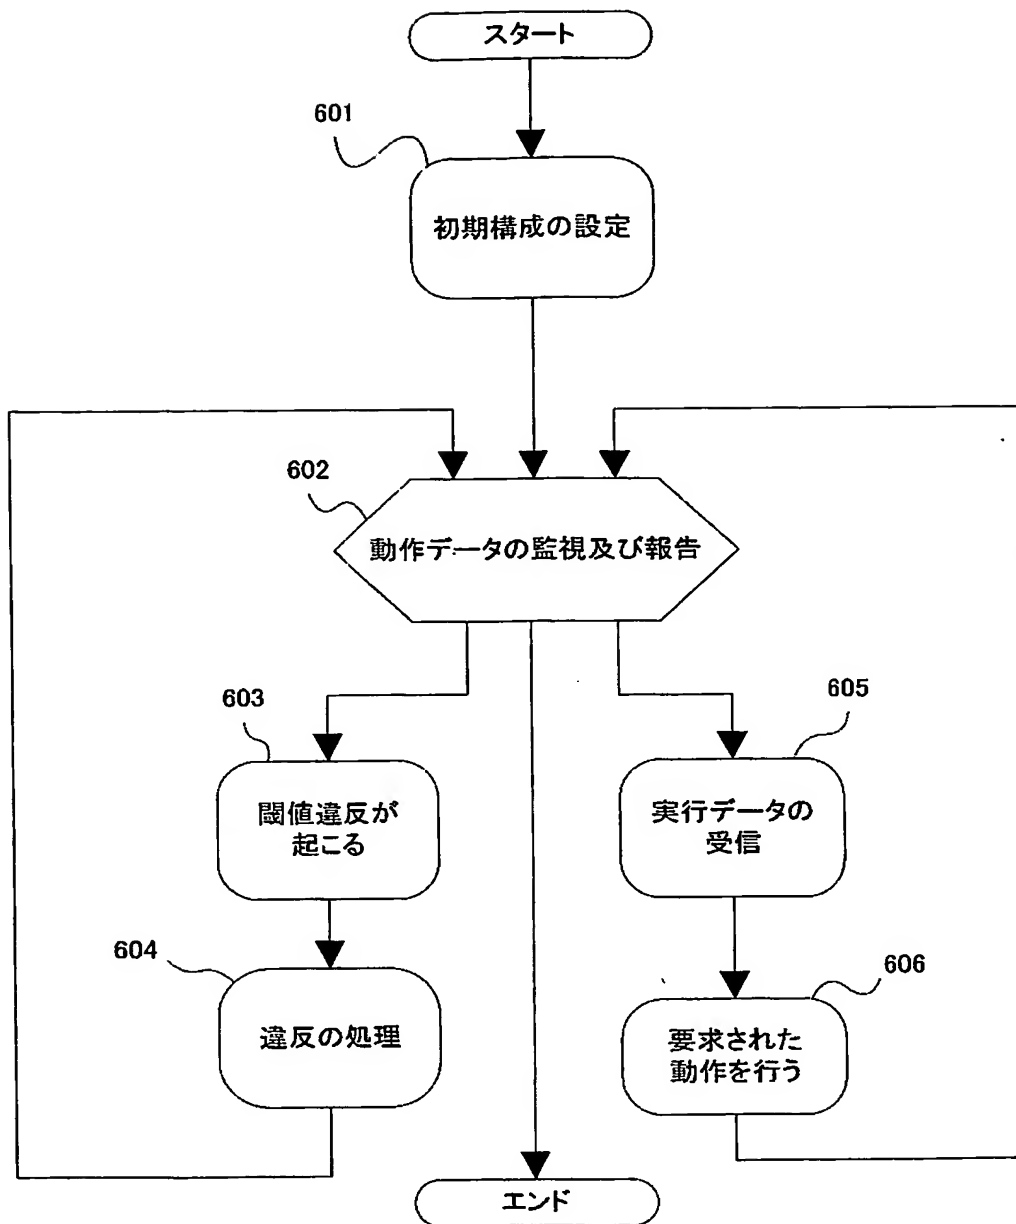 スタート
601
初期構成の設定
602
動作データの監視及び報告
603
閾値違反が
起こる
604
違反の処理
605
実行データの
受信
606
要求された
動作を行う
エンド